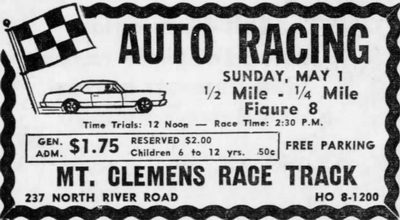 AUTO RACING
SUNDAY, MAY 1
1/2 Mile - 1/4 Mile
Figure 8
Time Trials: 12 Noon — Race Time: 2:30 P.M.
GEN. ADM. $1.75 RESERVED $2.00
Children 6 to 12 yrs. .50c
FREE PARKING
MT. CLEMENS RACE TRACK
237 NORTH RIVER ROAD HO 8-1200